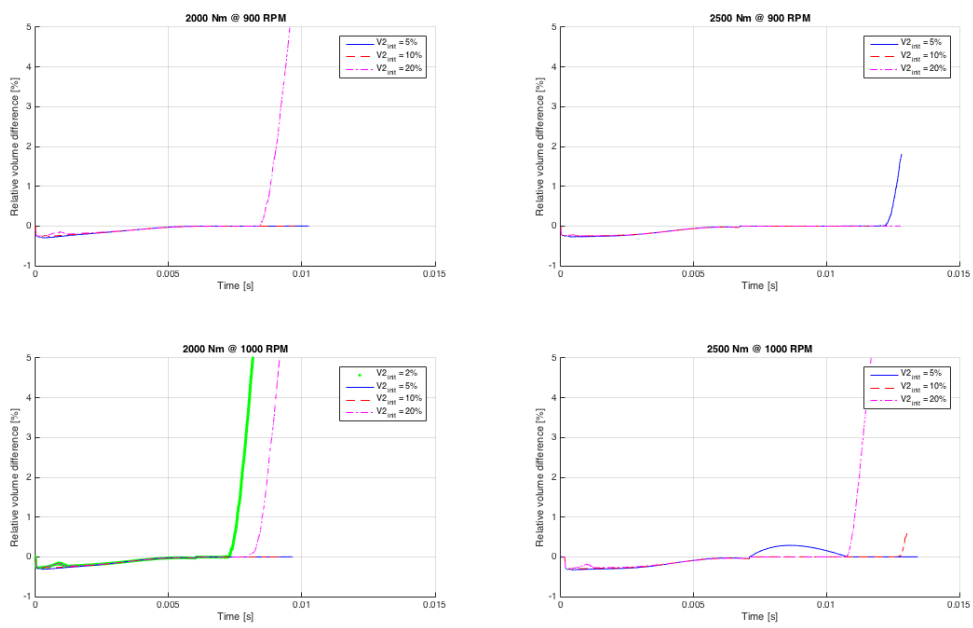 2000 Nm @ 900 RPM
Relative volume difference [%]
5
4
3
2
1
0
-1
0
0.005
0.01
0.015
Time [s]
V2init = 5%
V2init = 10%
V2init = 20%
2500 Nm @ 900 RPM
Relative volume difference [%]
5
4
3
2
1
0
-1
0
0.005
0.01
0.015
Time [s]
V2init = 5%
V2init = 10%
V2init = 20%
2000 Nm @ 1000 RPM
Relative volume difference [%]
5
4
3
2
1
0
-1
0
0.005
0.01
0.015
Time [s]
V2init = 2%
V2init = 5%
V2init = 10%
V2init = 20%
2500 Nm @ 1000 RPM
Relative volume difference [%]
5
4
3
2
1
0
-1
0
0.005
0.01
0.015
Time [s]
V2init = 5%
V2init = 10%
V2init = 20%